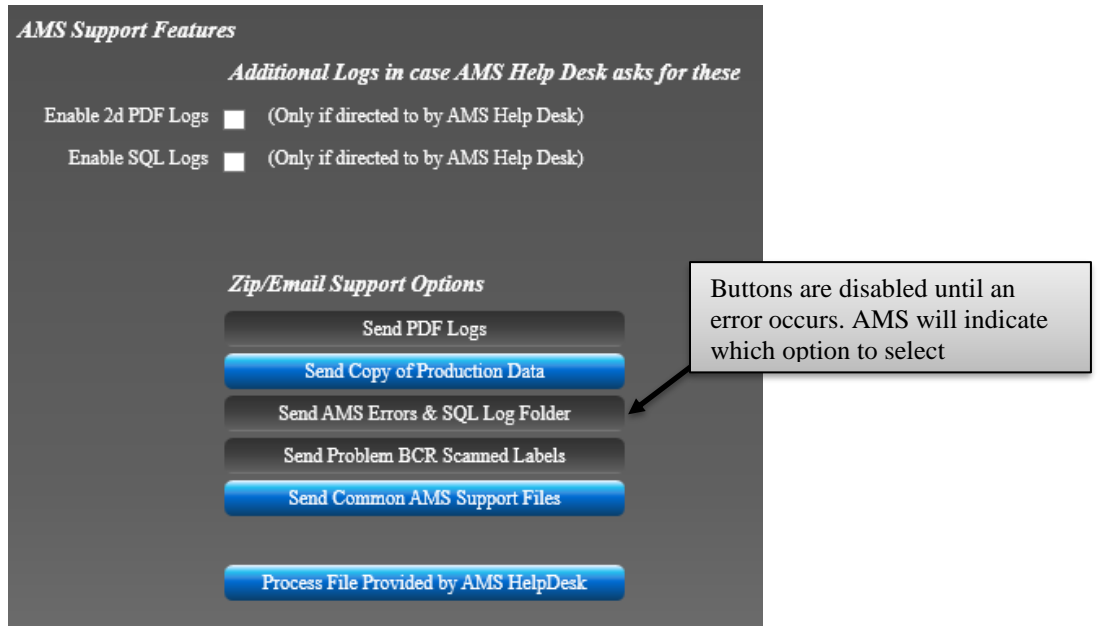 AMS Support Features
Additional Logs in case AMS Help Desk asks for these
Enable 2d PDF Logs (Only if directed to by AMS Help Desk)
Enable SQL Logs (Only if directed to by AMS Help Desk)
Zip/Email Support Options
Send PDF Logs
Send Copy of Production Data
Send AMS Errors & SQL Log Folder
Send Problem BCR Scanned Labels
Send Common AMS Support Files
Process File Provided by AMS HelpDesk
Buttons are disabled until an
error occurs. AMS will indicate
which option to select